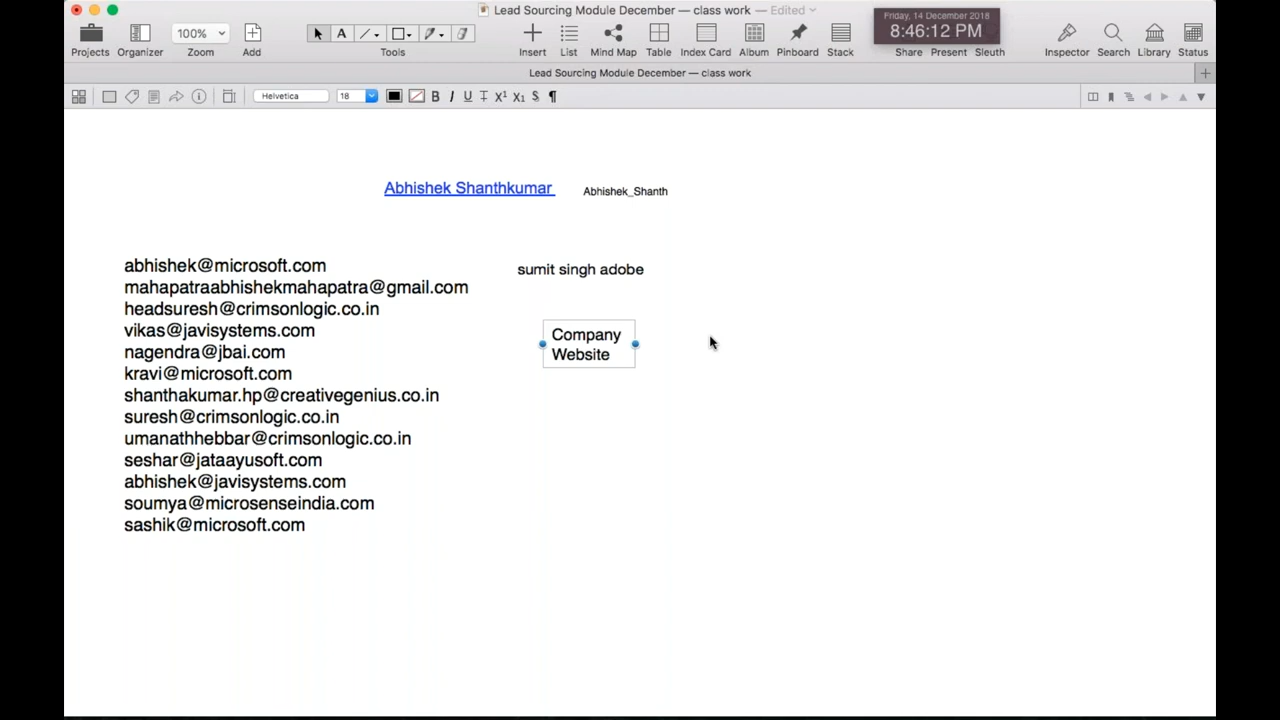 Lead Sourcing Module December — class work — Edited
Friday, 14 December 2018
8:46:12 PM
100%
Projects Organizer Zoom Add Tools Insert List Mind Map Table Index Card Album Pinboard Stack Share Present Sleuth Inspector Search Library Status
Lead Sourcing Module December — class work
Helvetica 18 B I U T X¹ X₁ S ¶
Abhishek Shanthkumar Abhishek_Shanth
abhishek@microsoft.com
mahapatraabhishekmahapatra@gmail.com
headsuresh@crimsonlogic.co.in
vikas@javisystems.com
nagendra@jbai.com
kravi@microsoft.com
shanthakumar.hp@creativegenius.co.in
suresh@crimsonlogic.co.in
umanathhebbar@crimsonlogic.co.in
seshar@jataayusoft.com
abhishek@javisystems.com
soumya@microsenseindia.com
sashik@microsoft.com
sumit singh adobe
Company
Website